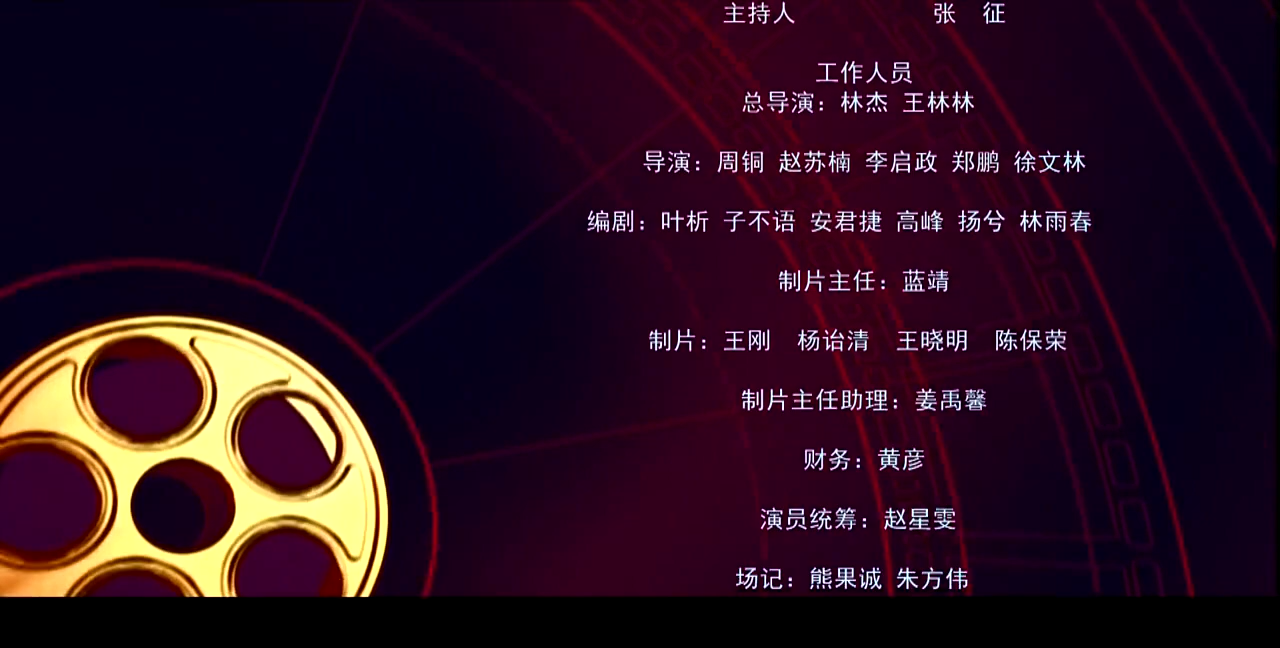 主持人 张 征
工作人员
总导演：林杰 王林林
导演：周铜 赵苏楠 李启政 郑鹏 徐文林
编剧：叶析 子不语 安君捷 高峰 扬兮 林雨春
制片主任：蓝靖
制片：王刚 杨诒清 王晓明 陈保荣
制片主任助理：姜禹馨
财务：黄彦
演员统筹：赵星雯
场记：熊果诚 朱方伟